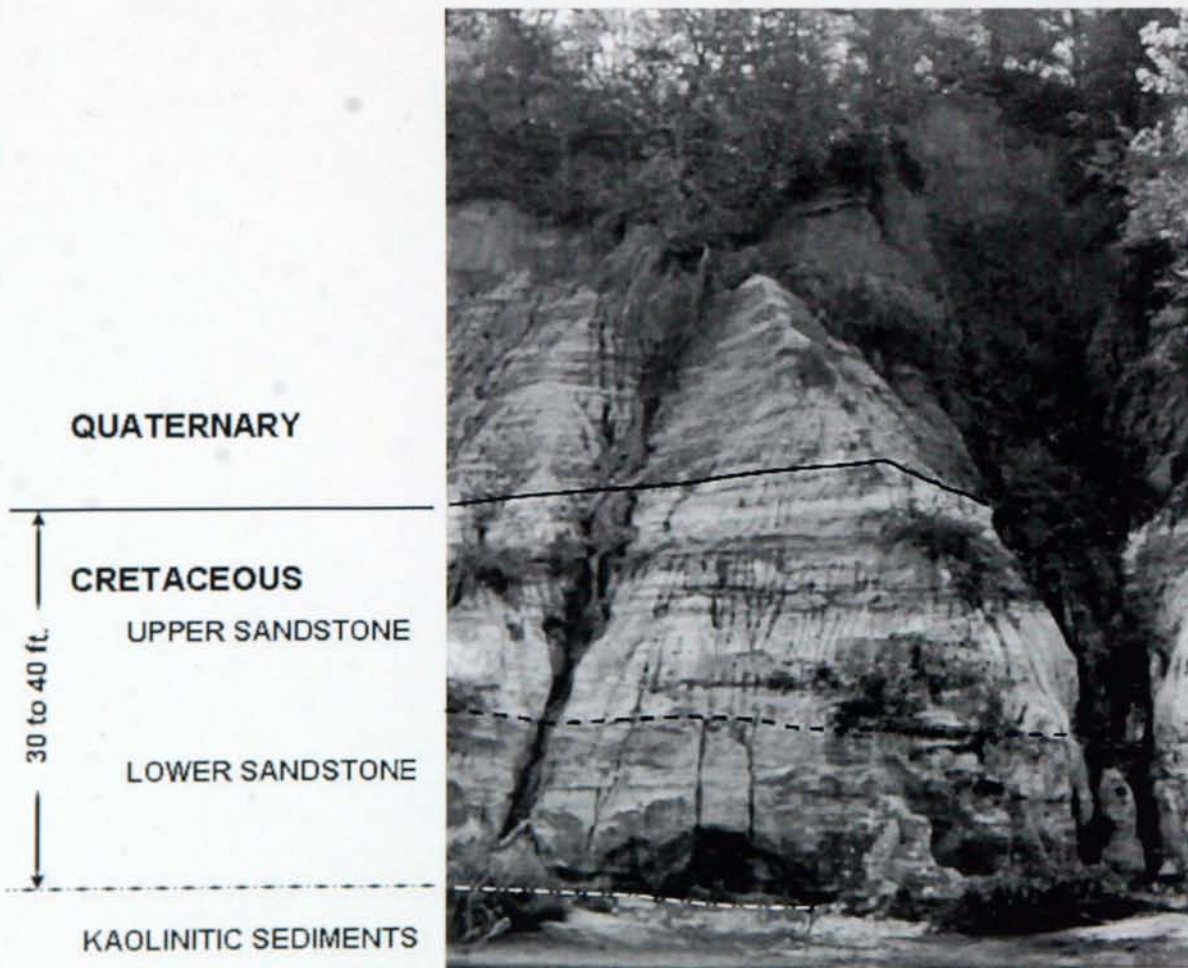 QUATERNARY
CRETACEOUS
UPPER SANDSTONE
30 to 40 ft.
LOWER SANDSTONE
KAOLINITIC SEDIMENTS